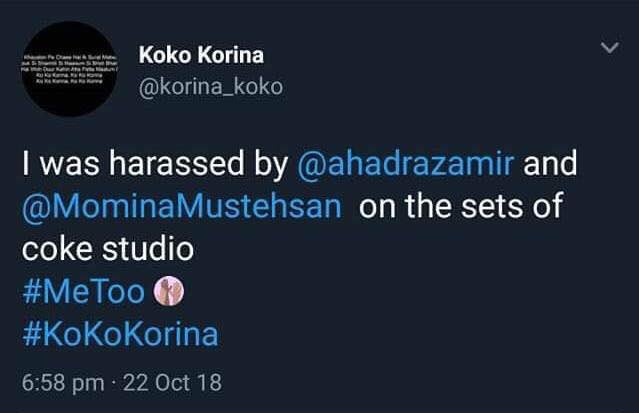 Koko Korina
@korina_koko
I was harassed by @ahadrazamir and
@MominaMustehsan on the sets of
coke studio
#MeToo
#KoKoKorina
6:58 pm · 22 Oct 18